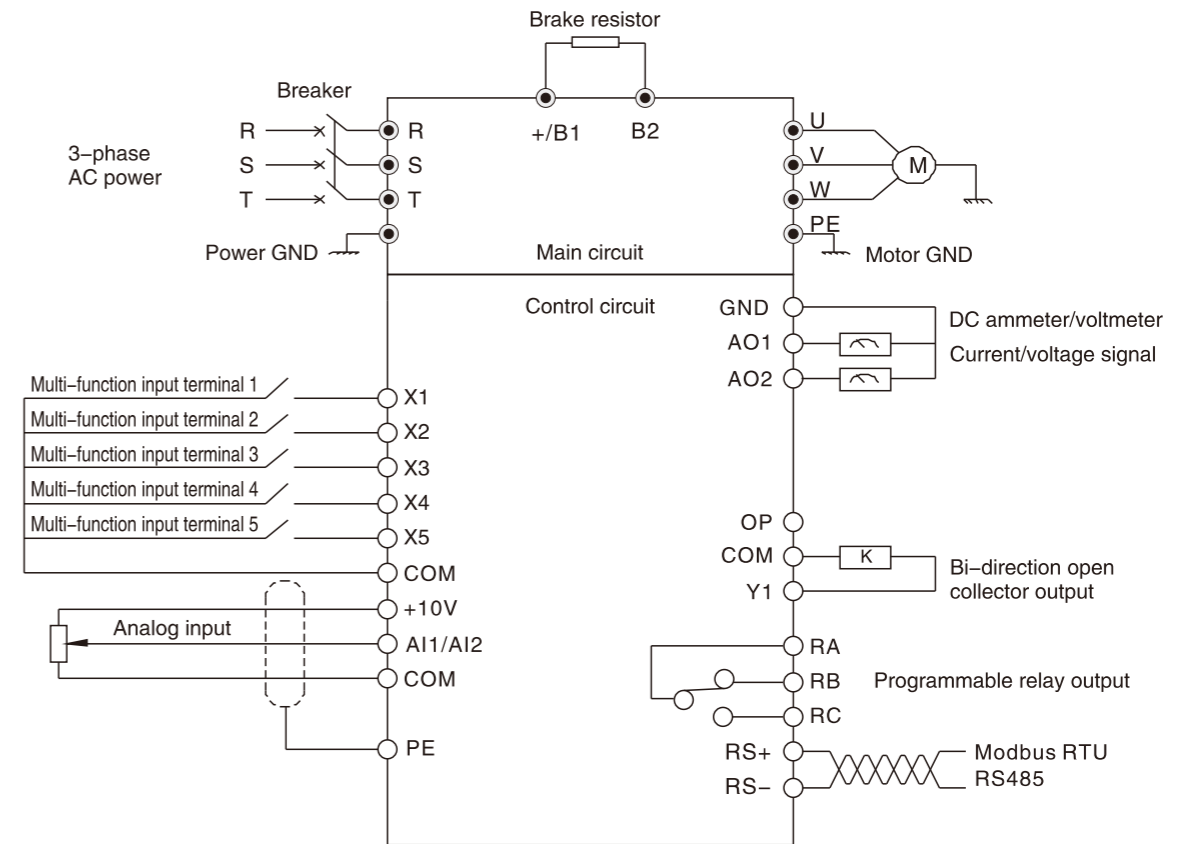 Brake resistor
Breaker
+/B1 B2
3–phase
AC power
R R
S S
T T
U
V
W
M
PE
Power GND
Main circuit
Motor GND
Control circuit
GND
AO1
AO2
DC ammeter/voltmeter
Current/voltage signal
Multi–function input terminal 1
X1
Multi–function input terminal 2
X2
Multi–function input terminal 3
X3
Multi–function input terminal 4
X4
Multi–function input terminal 5
X5
COM
+10V
Analog input
AI1/AI2
COM
PE
OP
COM
K
Y1
Bi–direction open
collector output
RA
RB
RC
Programmable relay output
RS+
RS–
Modbus RTU
RS485